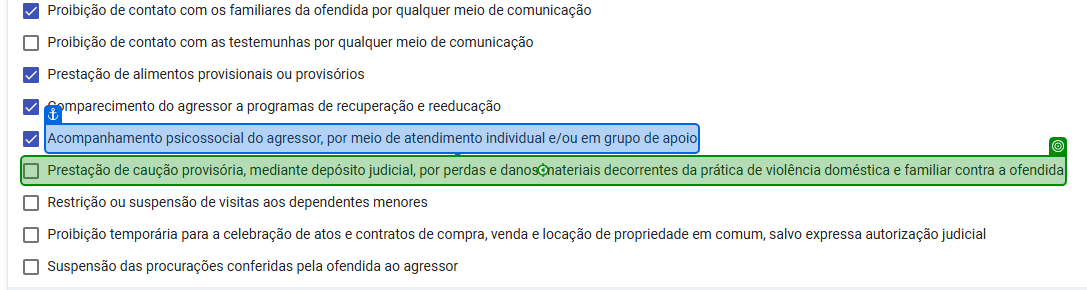 Proibição de contato com os familiares da ofendida por qualquer meio de comunicação
Proibição de contato com as testemunhas por qualquer meio de comunicação
Prestação de alimentos provisionais ou provisórios
Comparecimento do agressor a programas de recuperação e reeducação
Acompanhamento psicossocial do agressor, por meio de atendimento individual e/ou em grupo de apoio
Prestação de caução provisória, mediante depósito judicial, por perdas e danos materiais decorrentes da prática de violência doméstica e familiar contra a ofendida
Restrição ou suspensão de visitas aos dependentes menores
Proibição temporária para a celebração de atos e contratos de compra, venda e locação de propriedade em comum, salvo expressa autorização judicial
Suspensão das procurações conferidas pela ofendida ao agressor